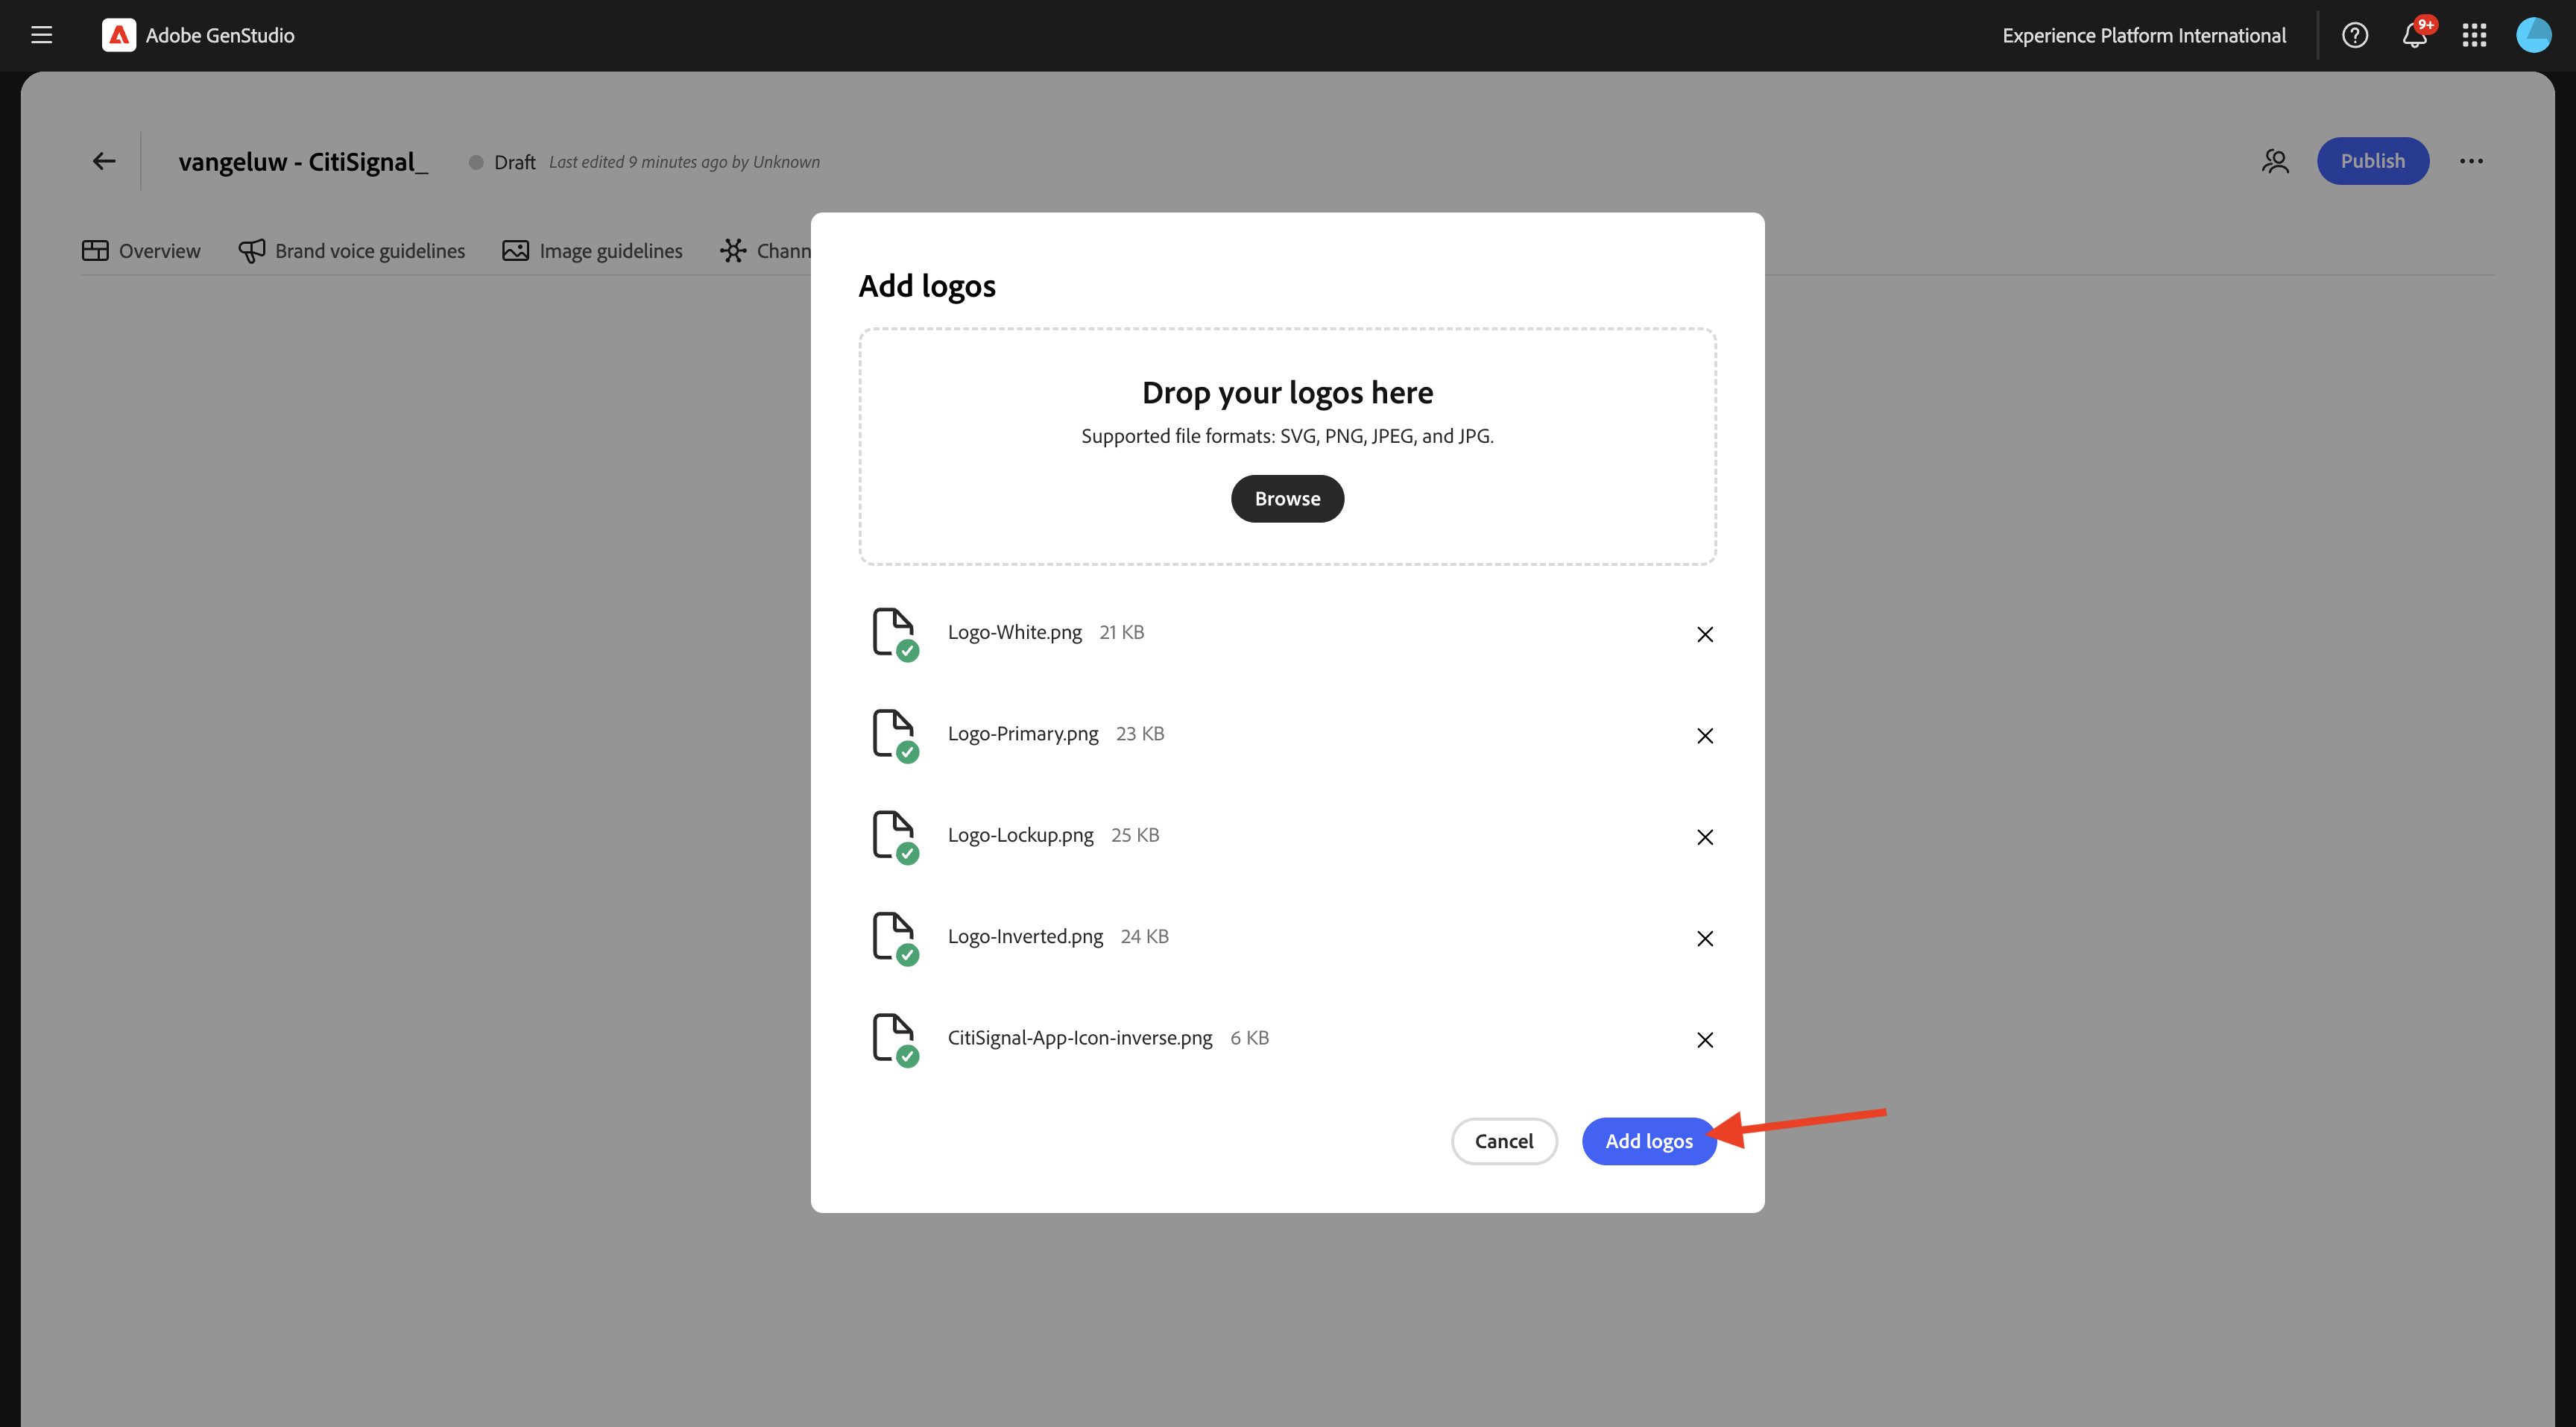 Adobe GenStudio
Experience Platform International
9+
vangeluw - CitiSignal_
Draft
Last edited 9 minutes ago by Unknown
Publish
Overview
Brand voice guidelines
Image guidelines
Chann
Add logos
Drop your logos here
Supported file formats: SVG, PNG, JPEG, and JPG.
Browse
Logo-White.png 21 KB
Logo-Primary.png 23 KB
Logo-Lockup.png 25 KB
Logo-Inverted.png 24 KB
CitiSignal-App-Icon-inverse.png 6 KB
Cancel
Add logos